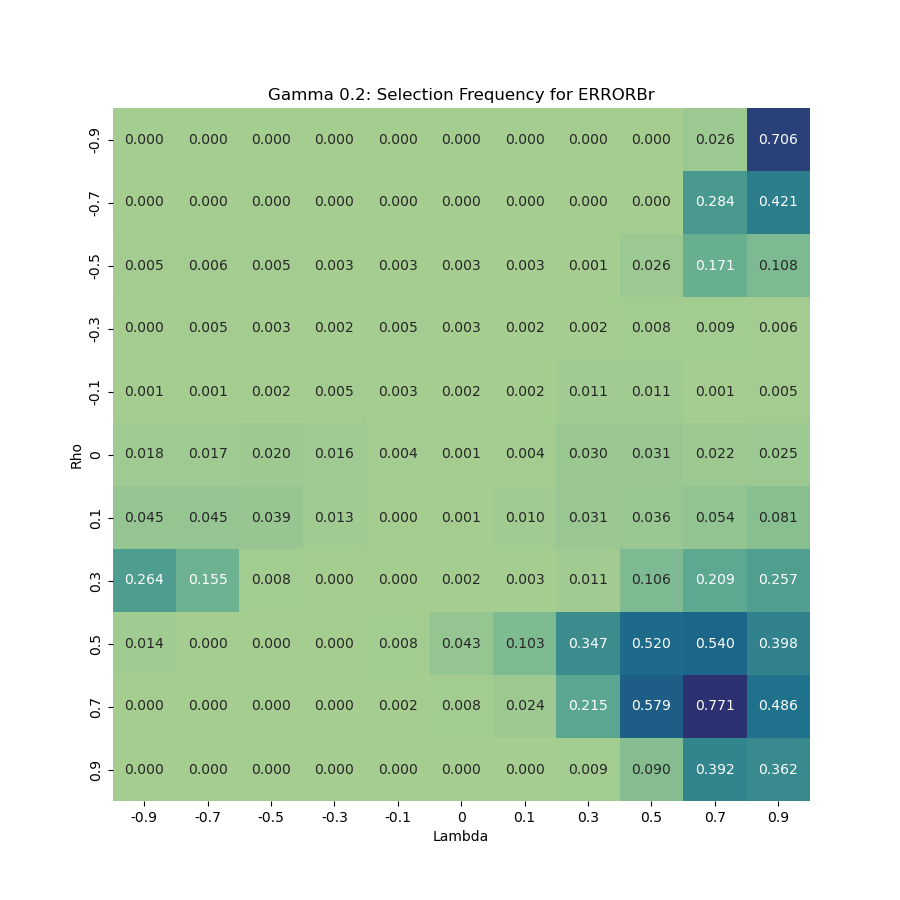 Gamma 0.2: Selection Frequency for ERRORBr
-0.9 0.000 0.000 0.000 0.000 0.000 0.000 0.000 0.000 0.000 0.026 0.706
-0.7 0.000 0.000 0.000 0.000 0.000 0.000 0.000 0.000 0.000 0.284 0.421
-0.5 0.005 0.006 0.005 0.003 0.003 0.003 0.003 0.001 0.026 0.171 0.108
-0.3 0.000 0.005 0.003 0.002 0.005 0.003 0.002 0.002 0.008 0.009 0.006
-0.1 0.001 0.001 0.002 0.005 0.003 0.002 0.002 0.011 0.011 0.001 0.005
Rho
0 0.018 0.017 0.020 0.016 0.004 0.001 0.004 0.030 0.031 0.022 0.025
0.1 0.045 0.045 0.039 0.013 0.000 0.001 0.010 0.031 0.036 0.054 0.081
0.3 0.264 0.155 0.008 0.000 0.000 0.002 0.003 0.011 0.106 0.209 0.257
0.5 0.014 0.000 0.000 0.000 0.008 0.043 0.103 0.347 0.520 0.540 0.398
0.7 0.000 0.000 0.000 0.000 0.002 0.008 0.024 0.215 0.579 0.771 0.486
0.9 0.000 0.000 0.000 0.000 0.000 0.000 0.000 0.009 0.090 0.392 0.362
-0.9 -0.7 -0.5 -0.3 -0.1 0 0.1 0.3 0.5 0.7 0.9
Lambda